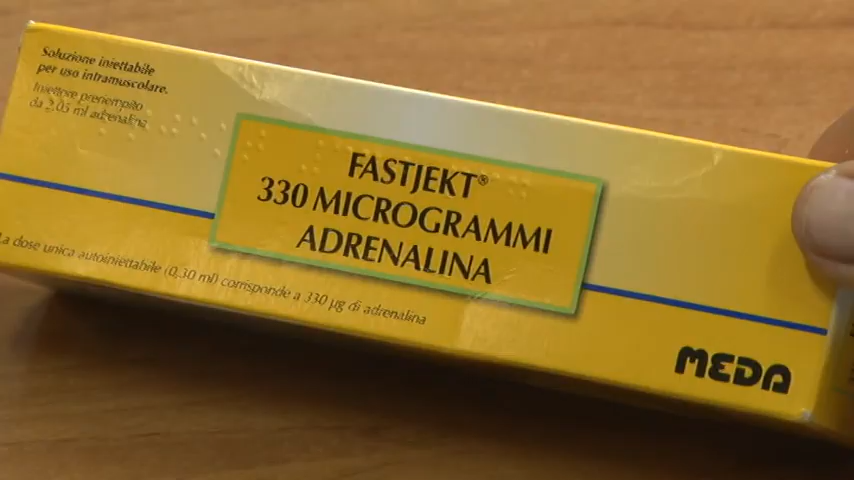 Soluzione iniettabile
per uso intramuscolare.
Iniettore preriempito
da 2,05 ml adrenalina
FASTJEKT®
330 MICROGRAMMI
ADRENALINA
La dose unica autoiniettabile (0,30 ml) corrisponde a 330 µg di adrenalina
MEDA